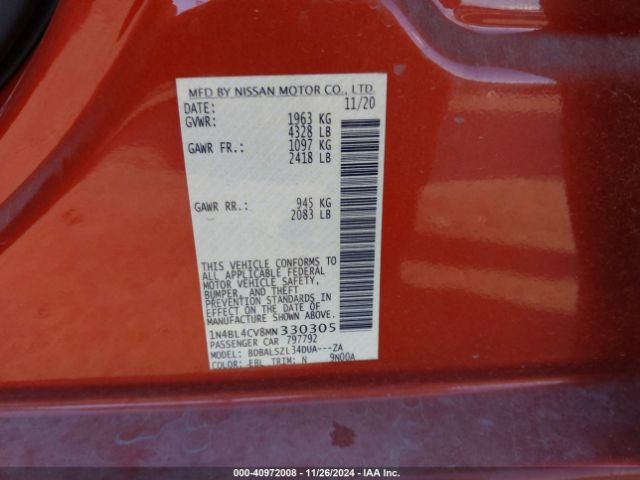 MFD BY NISSAN MOTOR CO., LTD.
DATE: 11/20
GVWR: 1963 KG
4328 LB
GAWR FR.: 1097 KG
2418 LB
GAWR RR.: 945 KG
2083 LB
THIS VEHICLE CONFORMS TO
ALL APPLICABLE FEDERAL
MOTOR VEHICLE SAFETY,
BUMPER, AND THEFT
PREVENTION STANDARDS IN
EFFECT ON THE DATE OF
MANUFACTURE SHOWN ABOVE.
1N4BL4CV8MN330305
PASSENGER CAR 797792
MODEL: BDBALSZL34DUA---ZA
COLOR: EBL TRIM: N 9N00A
000-40972008 - 11/26/2024 - IAA Inc.